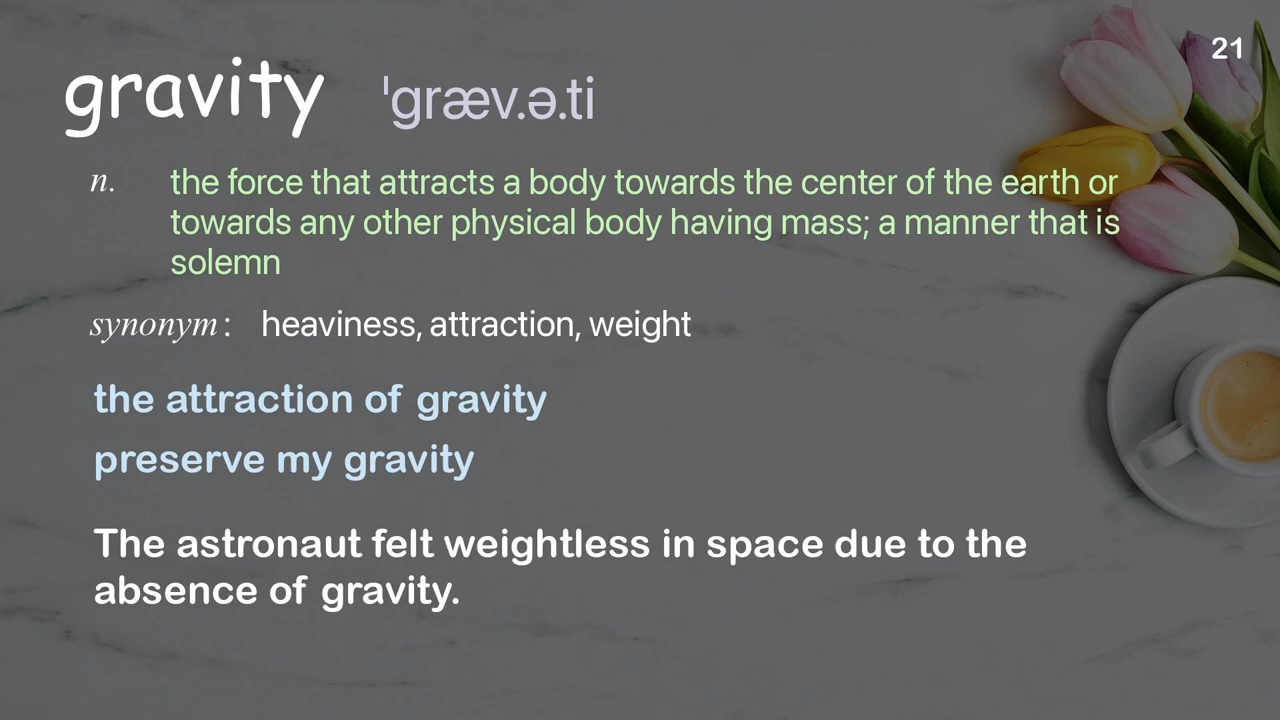 21
gravity ˈɡræv.ə.ti
n. the force that attracts a body towards the center of the earth or
towards any other physical body having mass; a manner that is
solemn
synonym: heaviness, attraction, weight
the attraction of gravity
preserve my gravity
The astronaut felt weightless in space due to the
absence of gravity.